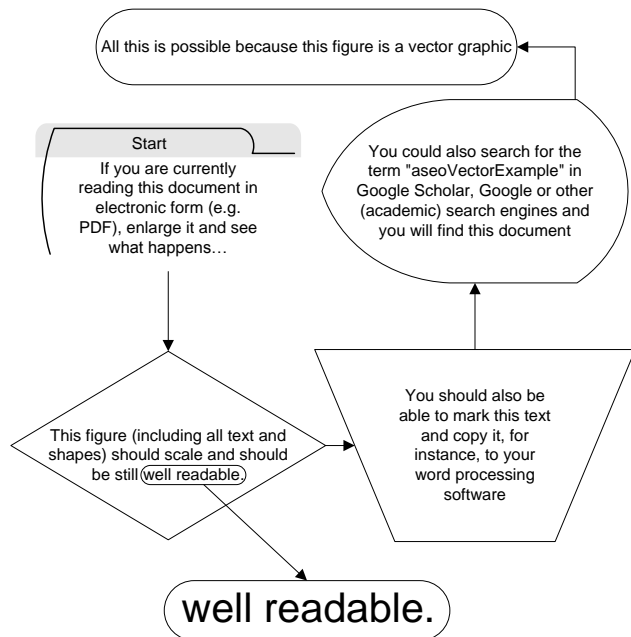 All this is possible because this figure is a vector graphic
Start
If you are currently
reading this document in
electronic form (e.g.
PDF), enlarge it and see
what happens…
You could also search for the
term "aseoVectorExample" in
Google Scholar, Google or other
(academic) search engines and
you will find this document
This figure (including all text and
shapes) should scale and should
be still well readable.
You should also be
able to mark this text
and copy it, for
instance, to your
word processing
software
well readable.